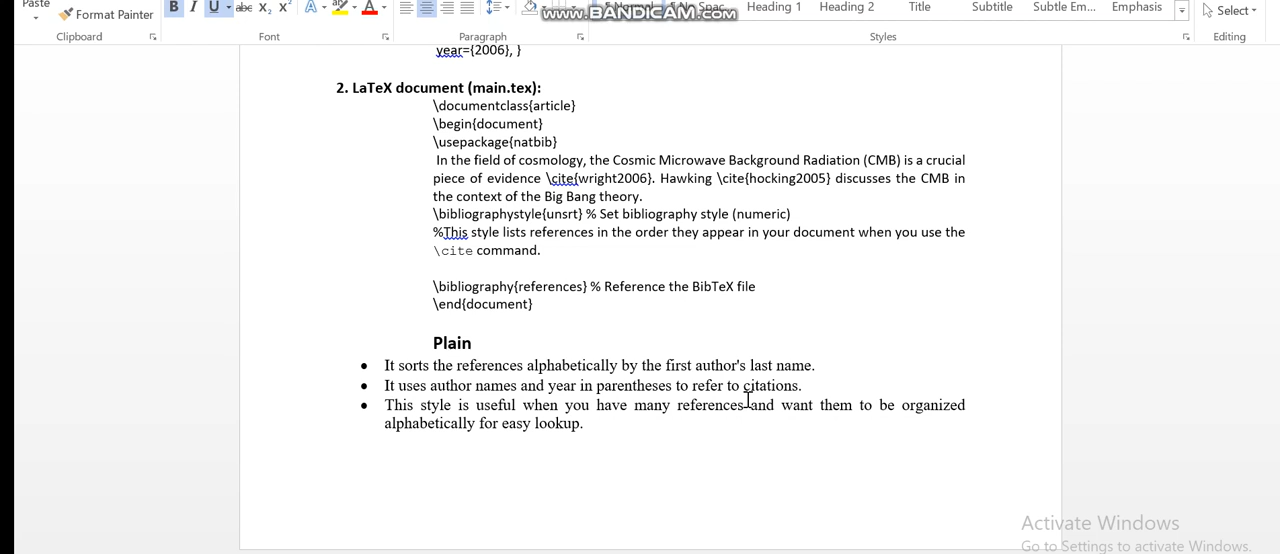 Paste
Format Painter
B I U abc X₂ X² A ab A
Normal No Spac... Heading 1 Heading 2 Title Subtitle Subtle Em... Emphasis
Select
www.BANDICAM.com
Clipboard Font Paragraph Styles Editing
year={2006}, }
2. LaTeX document (main.tex):
\documentclass{article}
\begin{document}
\usepackage{natbib}
In the field of cosmology, the Cosmic Microwave Background Radiation (CMB) is a crucial
piece of evidence \cite{wright2006}. Hawking \cite{hocking2005} discusses the CMB in
the context of the Big Bang theory.
\bibliographystyle{unsrt} % Set bibliography style (numeric)
%This style lists references in the order they appear in your document when you use the
\cite command.
\bibliography{references} % Reference the BibTeX file
\end{document}
Plain
• It sorts the references alphabetically by the first author's last name.
• It uses author names and year in parentheses to refer to citations.
• This style is useful when you have many references and want them to be organized
alphabetically for easy lookup.
Activate Windows
Go to Settings to activate Windows.